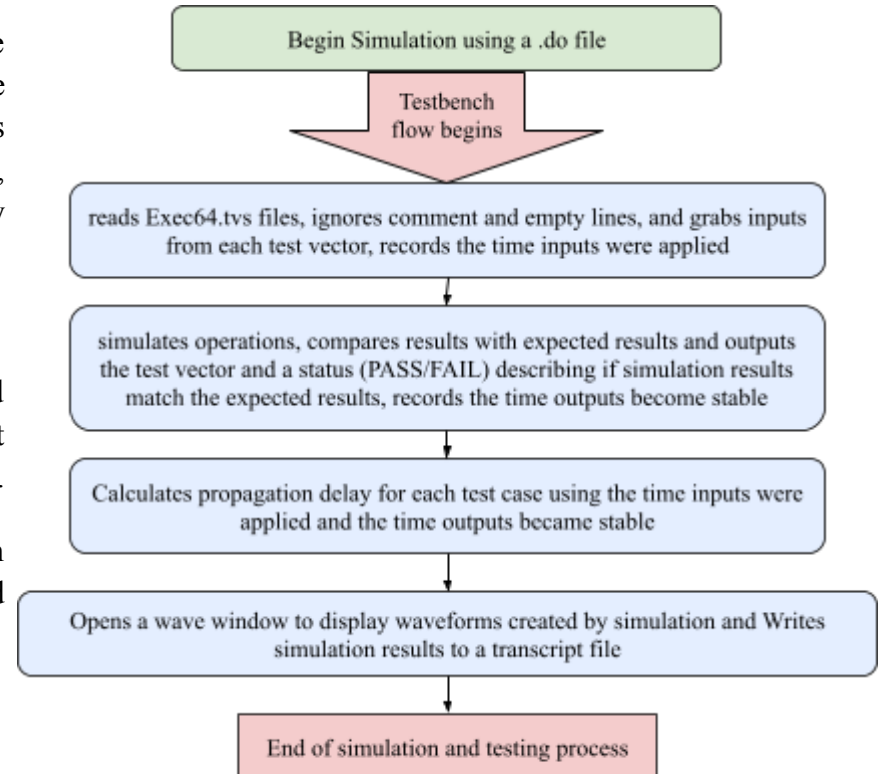 Begin Simulation using a .do file
Testbench
flow begins
reads Exec64.tvs files, ignores comment and empty lines, and grabs inputs
from each test vector, records the time inputs were applied
simulates operations, compares results with expected results and outputs
the test vector and a status (PASS/FAIL) describing if simulation results
match the expected results, records the time outputs become stable
Calculates propagation delay for each test case using the time inputs were
applied and the time outputs became stable
Opens a wave window to display waveforms created by simulation and Writes
simulation results to a transcript file
End of simulation and testing process